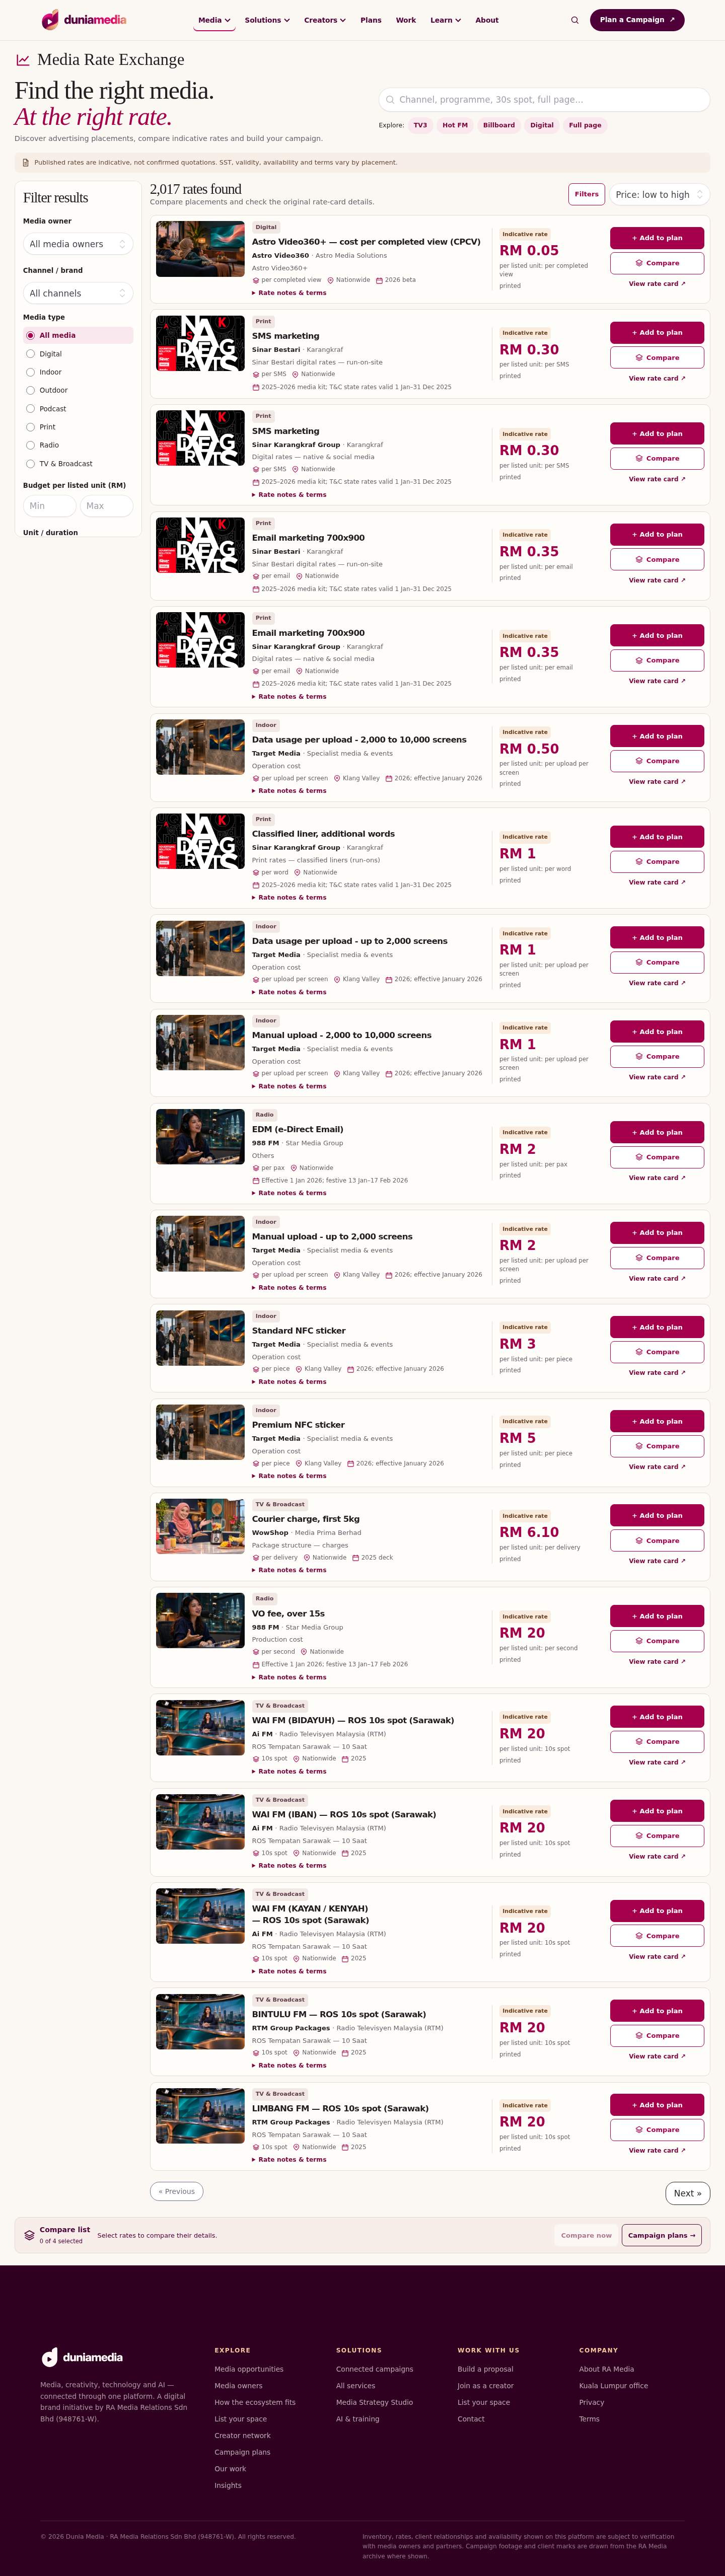 duniamedia
Media
Solutions
Creators
Plans
Work
Learn
About
Plan a Campaign ↗
Media Rate Exchange
Find the right media.
At the right rate.
Discover advertising placements, compare indicative rates and build your campaign.
Channel, programme, 30s spot, full page…
Explore: TV3 Hot FM Billboard Digital Full page
Published rates are indicative, not confirmed quotations. SST, validity, availability and terms vary by placement.
Filter results
Media owner
All media owners
Channel / brand
All channels
Media type
All media
Digital
Indoor
Outdoor
Podcast
Print
Radio
TV & Broadcast
Budget per listed unit (RM)
Min Max
Unit / duration
2,017 rates found
Compare placements and check the original rate-card details.
Filters
Price: low to high
Digital
Astro Video360+ — cost per completed view (CPCV)
Astro Video360 · Astro Media Solutions
Astro Video360+
per completed view Nationwide 2026 beta
▸ Rate notes & terms
Indicative rate
RM 0.05
per listed unit: per completed
view
printed
+ Add to plan
Compare
View rate card ↗
Print
SMS marketing
Sinar Bestari · Karangkraf
Sinar Bestari digital rates — run-on-site
per SMS Nationwide
2025–2026 media kit; T&C state rates valid 1 Jan–31 Dec 2025
Indicative rate
RM 0.30
per listed unit: per SMS
printed
+ Add to plan
Compare
View rate card ↗
Print
SMS marketing
Sinar Karangkraf Group · Karangkraf
Digital rates — native & social media
per SMS Nationwide
2025–2026 media kit; T&C state rates valid 1 Jan–31 Dec 2025
▸ Rate notes & terms
Indicative rate
RM 0.30
per listed unit: per SMS
printed
+ Add to plan
Compare
View rate card ↗
Print
Email marketing 700x900
Sinar Bestari · Karangkraf
Sinar Bestari digital rates — run-on-site
per email Nationwide
2025–2026 media kit; T&C state rates valid 1 Jan–31 Dec 2025
Indicative rate
RM 0.35
per listed unit: per email
printed
+ Add to plan
Compare
View rate card ↗
Print
Email marketing 700x900
Sinar Karangkraf Group · Karangkraf
Digital rates — native & social media
per email Nationwide
2025–2026 media kit; T&C state rates valid 1 Jan–31 Dec 2025
▸ Rate notes & terms
Indicative rate
RM 0.35
per listed unit: per email
printed
+ Add to plan
Compare
View rate card ↗
Indoor
Data usage per upload - 2,000 to 10,000 screens
Target Media · Specialist media & events
Operation cost
per upload per screen Klang Valley 2026; effective January 2026
▸ Rate notes & terms
Indicative rate
RM 0.50
per listed unit: per upload per
screen
printed
+ Add to plan
Compare
View rate card ↗
Print
Classified liner, additional words
Sinar Karangkraf Group · Karangkraf
Print rates — classified liners (run-ons)
per word Nationwide
2025–2026 media kit; T&C state rates valid 1 Jan–31 Dec 2025
▸ Rate notes & terms
Indicative rate
RM 1
per listed unit: per word
printed
+ Add to plan
Compare
View rate card ↗
Indoor
Data usage per upload - up to 2,000 screens
Target Media · Specialist media & events
Operation cost
per upload per screen Klang Valley 2026; effective January 2026
▸ Rate notes & terms
Indicative rate
RM 1
per listed unit: per upload per
screen
printed
+ Add to plan
Compare
View rate card ↗
Indoor
Manual upload - 2,000 to 10,000 screens
Target Media · Specialist media & events
Operation cost
per upload per screen Klang Valley 2026; effective January 2026
▸ Rate notes & terms
Indicative rate
RM 1
per listed unit: per upload per
screen
printed
+ Add to plan
Compare
View rate card ↗
Radio
EDM (e-Direct Email)
988 FM · Star Media Group
Others
per pax Nationwide
Effective 1 Jan 2026; festive 13 Jan–17 Feb 2026
▸ Rate notes & terms
Indicative rate
RM 2
per listed unit: per pax
printed
+ Add to plan
Compare
View rate card ↗
Indoor
Manual upload - up to 2,000 screens
Target Media · Specialist media & events
Operation cost
per upload per screen Klang Valley 2026; effective January 2026
▸ Rate notes & terms
Indicative rate
RM 2
per listed unit: per upload per
screen
printed
+ Add to plan
Compare
View rate card ↗
Indoor
Standard NFC sticker
Target Media · Specialist media & events
Operation cost
per piece Klang Valley 2026; effective January 2026
▸ Rate notes & terms
Indicative rate
RM 3
per listed unit: per piece
printed
+ Add to plan
Compare
View rate card ↗
Indoor
Premium NFC sticker
Target Media · Specialist media & events
Operation cost
per piece Klang Valley 2026; effective January 2026
▸ Rate notes & terms
Indicative rate
RM 5
per listed unit: per piece
printed
+ Add to plan
Compare
View rate card ↗
TV & Broadcast
Courier charge, first 5kg
WowShop · Media Prima Berhad
Package structure — charges
per delivery Nationwide 2025 deck
▸ Rate notes & terms
Indicative rate
RM 6.10
per listed unit: per delivery
printed
+ Add to plan
Compare
View rate card ↗
Radio
VO fee, over 15s
988 FM · Star Media Group
Production cost
per second Nationwide
Effective 1 Jan 2026; festive 13 Jan–17 Feb 2026
▸ Rate notes & terms
Indicative rate
RM 20
per listed unit: per second
printed
+ Add to plan
Compare
View rate card ↗
TV & Broadcast
WAI FM (BIDAYUH) — ROS 10s spot (Sarawak)
Ai FM · Radio Televisyen Malaysia (RTM)
ROS Tempatan Sarawak — 10 Saat
10s spot Nationwide 2025
▸ Rate notes & terms
Indicative rate
RM 20
per listed unit: 10s spot
printed
+ Add to plan
Compare
View rate card ↗
TV & Broadcast
WAI FM (IBAN) — ROS 10s spot (Sarawak)
Ai FM · Radio Televisyen Malaysia (RTM)
ROS Tempatan Sarawak — 10 Saat
10s spot Nationwide 2025
▸ Rate notes & terms
Indicative rate
RM 20
per listed unit: 10s spot
printed
+ Add to plan
Compare
View rate card ↗
TV & Broadcast
WAI FM (KAYAN / KENYAH)
— ROS 10s spot (Sarawak)
Ai FM · Radio Televisyen Malaysia (RTM)
ROS Tempatan Sarawak — 10 Saat
10s spot Nationwide 2025
▸ Rate notes & terms
Indicative rate
RM 20
per listed unit: 10s spot
printed
+ Add to plan
Compare
View rate card ↗
TV & Broadcast
BINTULU FM — ROS 10s spot (Sarawak)
RTM Group Packages · Radio Televisyen Malaysia (RTM)
ROS Tempatan Sarawak — 10 Saat
10s spot Nationwide 2025
▸ Rate notes & terms
Indicative rate
RM 20
per listed unit: 10s spot
printed
+ Add to plan
Compare
View rate card ↗
TV & Broadcast
LIMBANG FM — ROS 10s spot (Sarawak)
RTM Group Packages · Radio Televisyen Malaysia (RTM)
ROS Tempatan Sarawak — 10 Saat
10s spot Nationwide 2025
▸ Rate notes & terms
Indicative rate
RM 20
per listed unit: 10s spot
printed
+ Add to plan
Compare
View rate card ↗
« Previous
Next »
Compare list
0 of 4 selected
Select rates to compare their details.
Compare now
Campaign plans →
duniamedia
Media, creativity, technology and AI —
connected through one platform. A digital
brand initiative by RA Media Relations Sdn
Bhd (948761-W).
EXPLORE
Media opportunities
Media owners
How the ecosystem fits
List your space
Creator network
Campaign plans
Our work
Insights
SOLUTIONS
Connected campaigns
All services
Media Strategy Studio
AI & training
WORK WITH US
Build a proposal
Join as a creator
List your space
Contact
COMPANY
About RA Media
Kuala Lumpur office
Privacy
Terms
© 2026 Dunia Media · RA Media Relations Sdn Bhd (948761-W). All rights reserved.
Inventory, rates, client relationships and availability shown on this platform are subject to verification
with media owners and partners. Campaign footage and client marks are drawn from the RA Media
archive where shown.